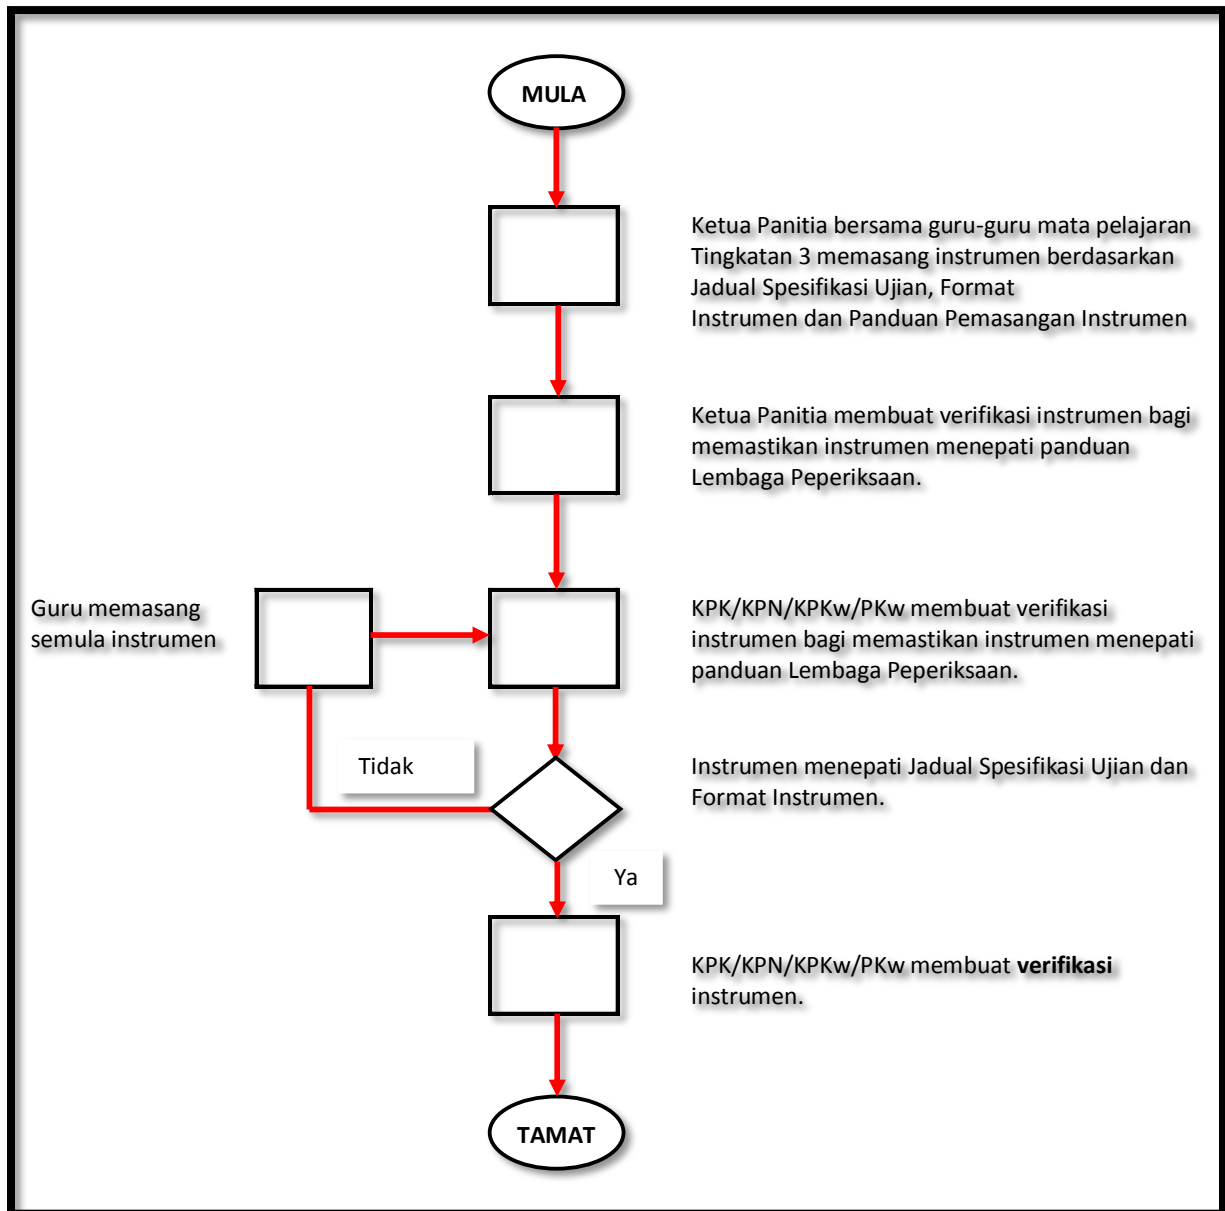 MULA
Ketua Panitia bersama guru-guru mata pelajaran
Tingkatan 3 memasang instrumen berdasarkan
Jadual Spesifikasi Ujian, Format
Instrumen dan Panduan Pemasangan Instrumen
Ketua Panitia membuat verifikasi instrumen bagi
memastikan instrumen menepati panduan
Lembaga Peperiksaan.
Guru memasang
semula instrumen
KPK/KPN/KPKw/PKw membuat verifikasi
instrumen bagi memastikan instrumen menepati
panduan Lembaga Peperiksaan.
Tidak
Instrumen menepati Jadual Spesifikasi Ujian dan
Format Instrumen.
Ya
KPK/KPN/KPKw/PKw membuat verifikasi
instrumen.
TAMAT